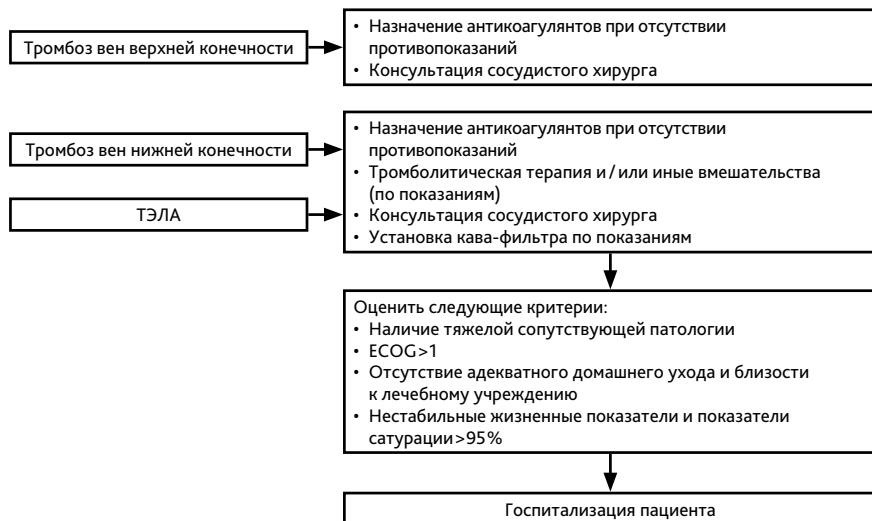 Тромбоз вен верхней конечности
• Назначение антикоагулянтов при отсутствии
противопоказаний
• Консультация сосудистого хирурга
Тромбоз вен нижней конечности
ТЭЛА
• Назначение антикоагулянтов при отсутствии
противопоказаний
• Тромболитическая терапия и / или иные вмешательства
(по показаниям)
• Консультация сосудистого хирурга
• Установка кава-фильтра по показаниям
Оценить следующие критерии:
• Наличие тяжелой сопутствующей патологии
• ECOG>1
• Отсутствие адекватного домашнего ухода и близости
к лечебному учреждению
• Нестабильные жизненные показатели и показатели
сатурации>95%
Госпитализация пациента